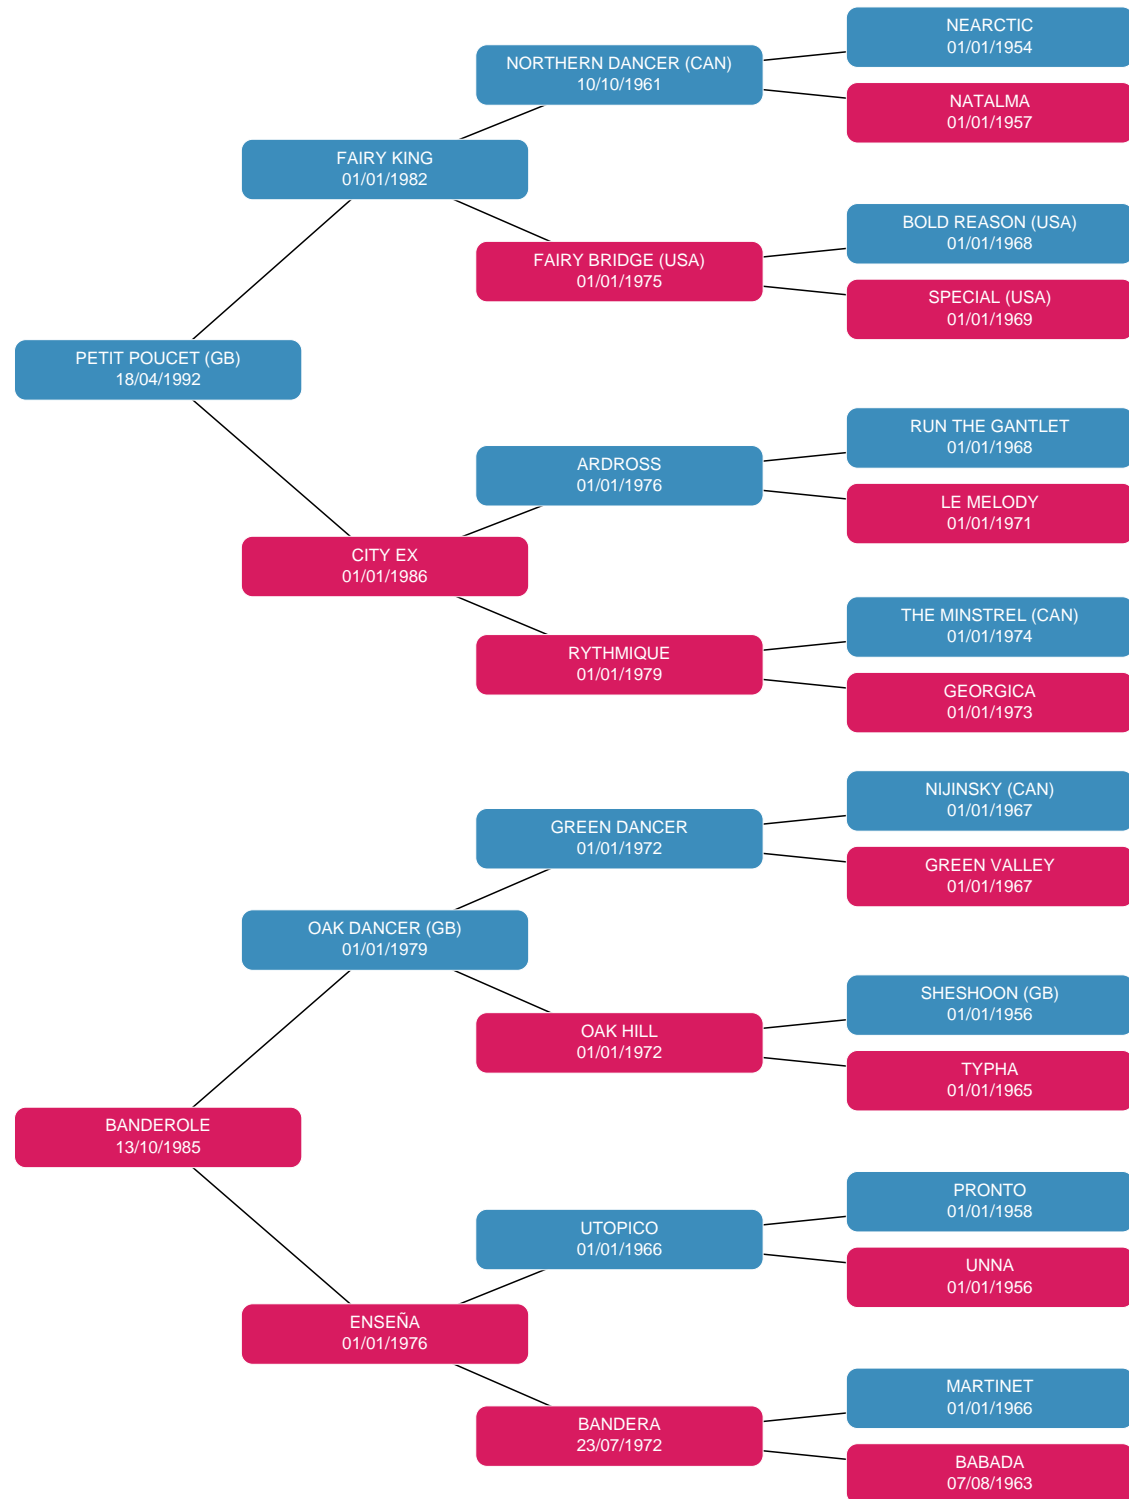 NEARCTIC
01/01/1954
NORTHERN DANCER (CAN)
10/10/1961
NATALMA
01/01/1957
FAIRY KING
01/01/1982
BOLD REASON (USA)
01/01/1968
FAIRY BRIDGE (USA)
01/01/1975
SPECIAL (USA)
01/01/1969
PETIT POUCET (GB)
18/04/1992
RUN THE GANTLET
01/01/1968
ARDROSS
01/01/1976
LE MELODY
01/01/1971
CITY EX
01/01/1986
THE MINSTREL (CAN)
01/01/1974
RYTHMIQUE
01/01/1979
GEORGICA
01/01/1973
NIJINSKY (CAN)
01/01/1967
GREEN DANCER
01/01/1972
GREEN VALLEY
01/01/1967
OAK DANCER (GB)
01/01/1979
SHESHOON (GB)
01/01/1956
OAK HILL
01/01/1972
TYPHA
01/01/1965
BANDEROLE
13/10/1985
PRONTO
01/01/1958
UTOPICO
01/01/1966
UNNA
01/01/1956
ENSEÑA
01/01/1976
MARTINET
01/01/1966
BANDERA
23/07/1972
BABADA
07/08/1963